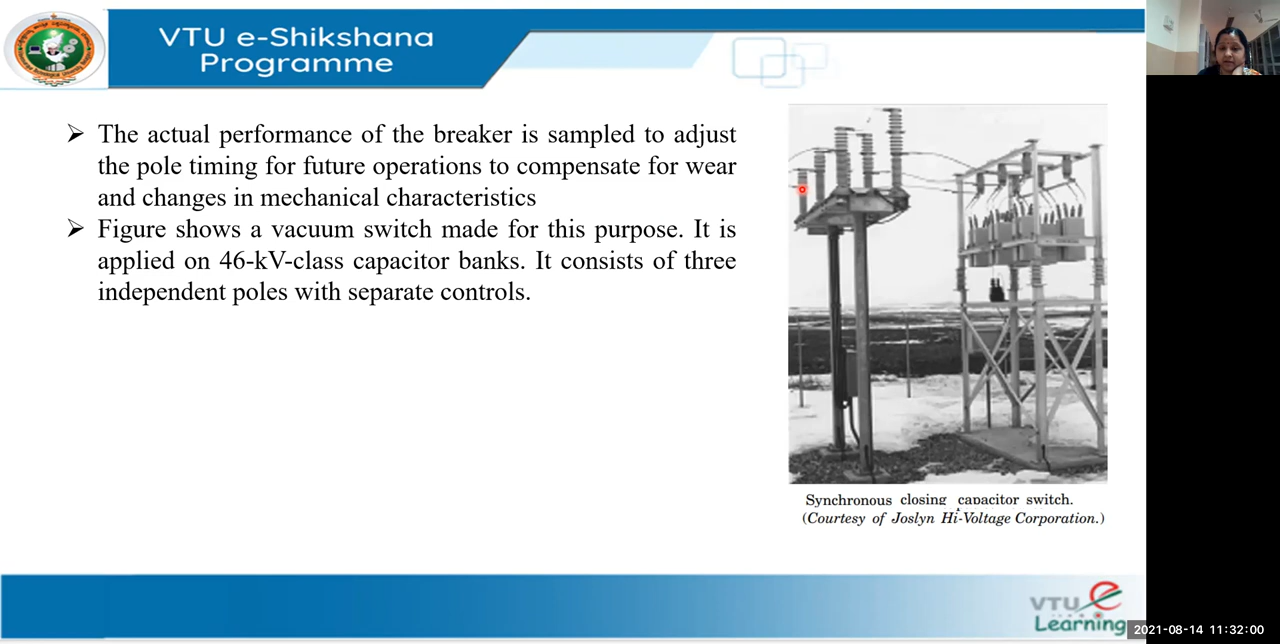 VTU e-Shikshana
Programme
➢ The actual performance of the breaker is sampled to adjust
the pole timing for future operations to compensate for wear
and changes in mechanical characteristics
➢ Figure shows a vacuum switch made for this purpose. It is
applied on 46-kV-class capacitor banks. It consists of three
independent poles with separate controls.
Synchronous closing capacitor switch.
(Courtesy of Joslyn Hi-Voltage Corporation.)
VTU e
Learning
2021-08-14 11:32:00